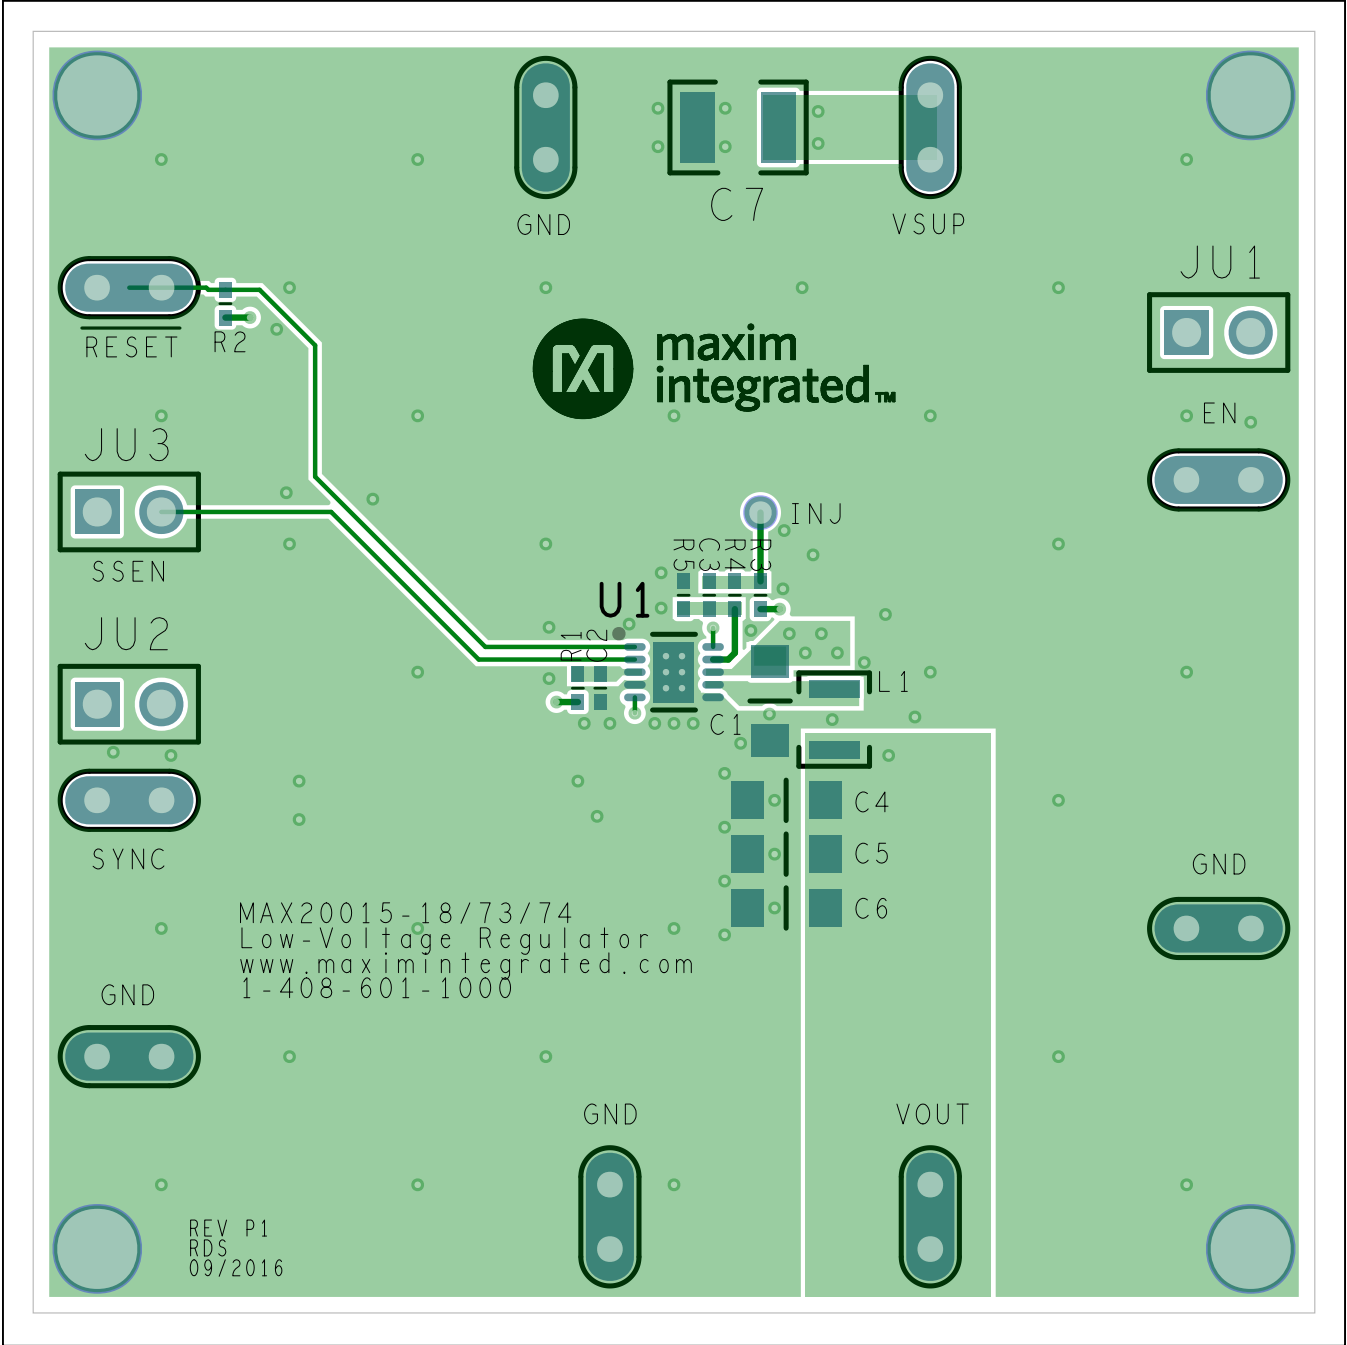 GND
C7
VSUP
JU1
RESET
R2
maxim
integrated™
EN
JU3
INJ
SSEN
R5
C3
R4
R3
U1
JU2
R1
C2
L1
C1
C4
C5
C6
SYNC
GND
MAX20015-18/73/74
Low-Voltage Regulator
www.maximintegrated.com
1-408-601-1000
GND
GND
VOUT
REV P1
RDS
09/2016